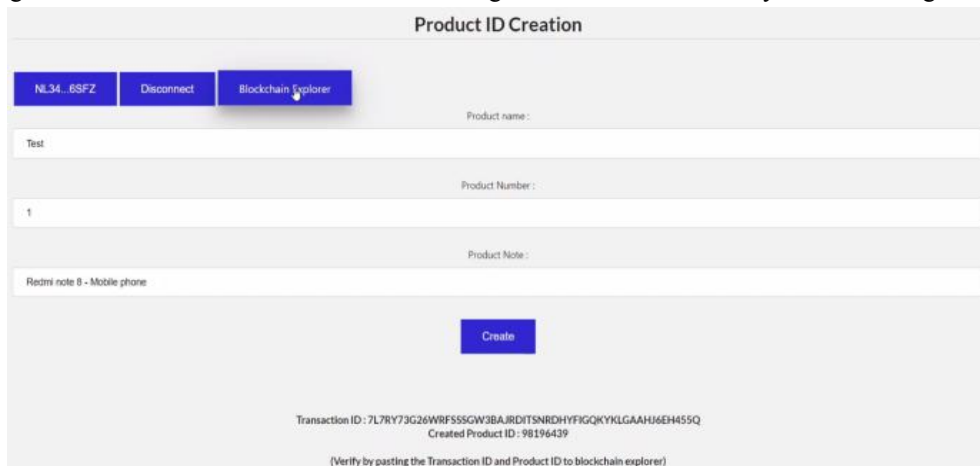 Product ID Creation
NL34...6SFZ Disconnect Blockchain Explorer
Product name :
Test
Product Number :
1
Product Note :
Redmi note 8 - Mobile phone
Create
Transaction ID : 7L7RY73G26WRFSSSGW3BAJRDITSNRDHYFIGQKYKLGAAHJ6EH455Q
Created Product ID : 98196439
(Verify by pasting the Transaction ID and Product ID to blockchain explorer)